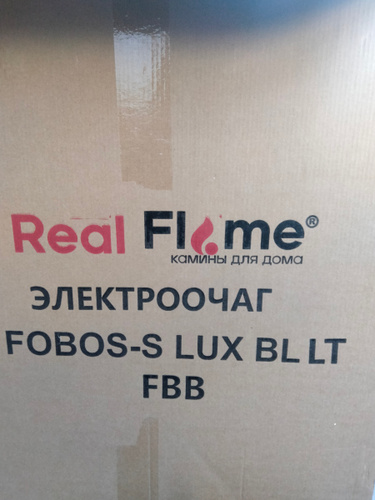 Real Flame®
КАМИНЫ ДЛЯ ДОМА
ЭЛЕКТРООЧАГ
FOBOS-S LUX BL LT
FBB